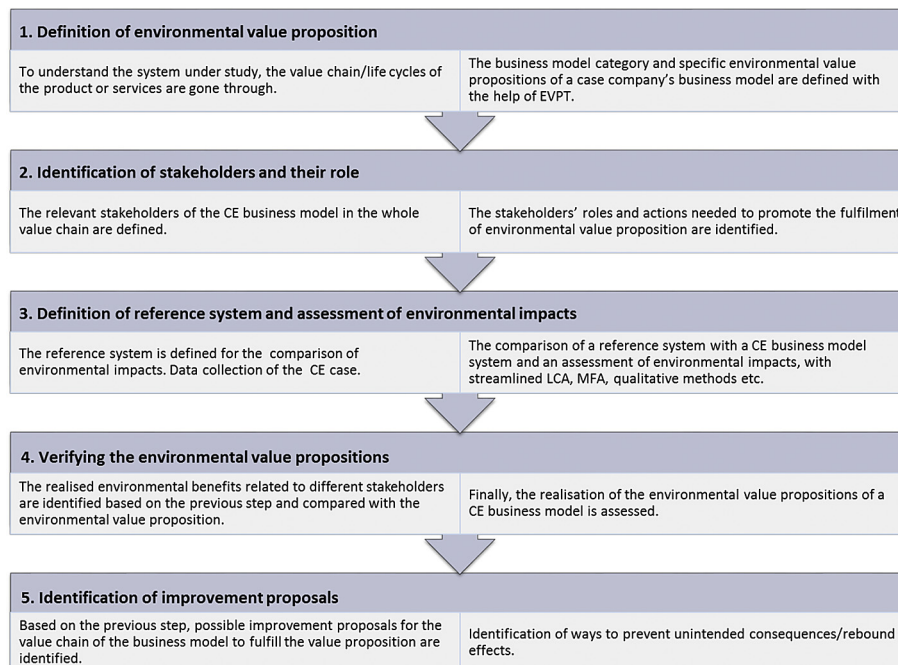 1. Definition of environmental value proposition
To understand the system under study, the value chain/life cycles of
the product or services are gone through.
The business model category and specific environmental value
propositions of a case company's business model are defined with
the help of EVPT.
2. Identification of stakeholders and their role
The relevant stakeholders of the CE business model in the whole
value chain are defined.
The stakeholders' roles and actions needed to promote the fulfilment
of environmental value proposition are identified.
3. Definition of reference system and assessment of environmental impacts
The reference system is defined for the comparison of
environmental impacts. Data collection of the CE case.
The comparison of a reference system with a CE business model
system and an assessment of environmental impacts, with
streamlined LCA, MFA, qualitative methods etc.
4. Verifying the environmental value propositions
The realised environmental benefits related to different stakeholders
are identified based on the previous step and compared with the
environmental value proposition.
Finally, the realisation of the environmental value propositions of a
CE business model is assessed.
5. Identification of improvement proposals
Based on the previous step, possible improvement proposals for the
value chain of the business model to fulfill the value proposition are
identified.
Identification of ways to prevent unintended consequences/rebound
effects.